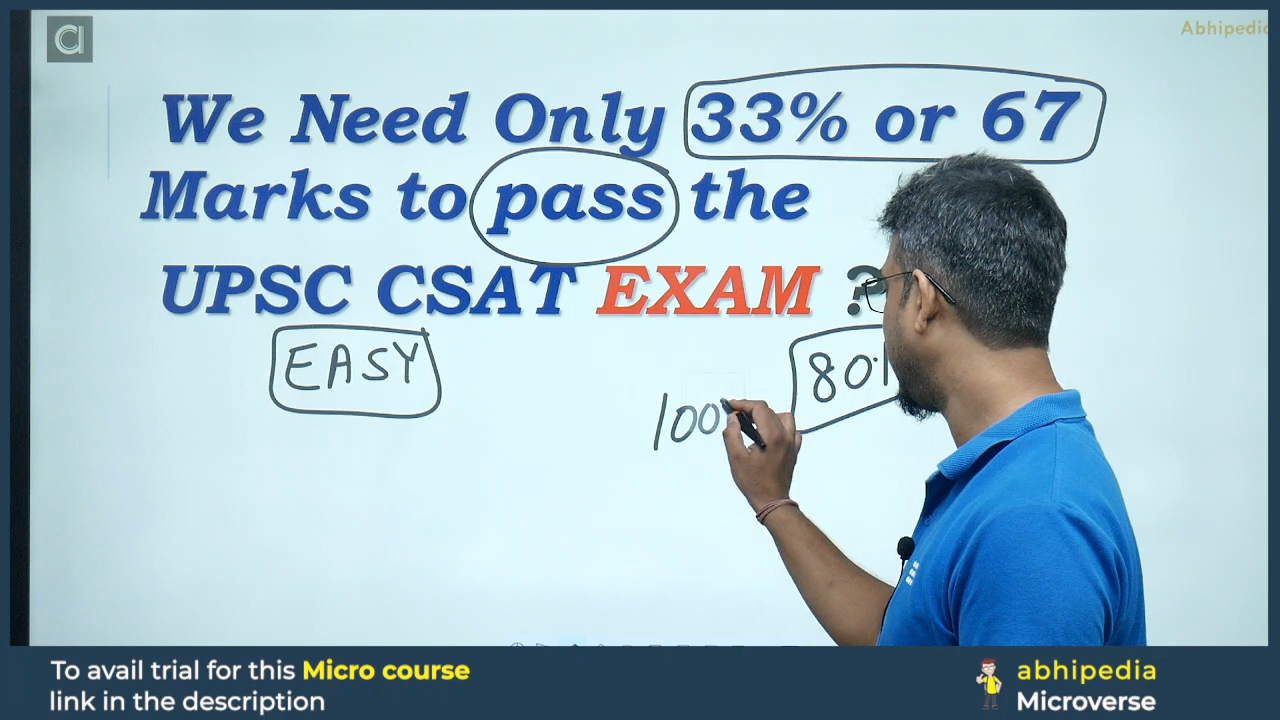 Abhipedia
We Need Only 33% or 67
Marks to pass the
UPSC CSAT EXAM ?
EASY
80%
100
To avail trial for this Micro course
link in the description
abhipedia
Microverse